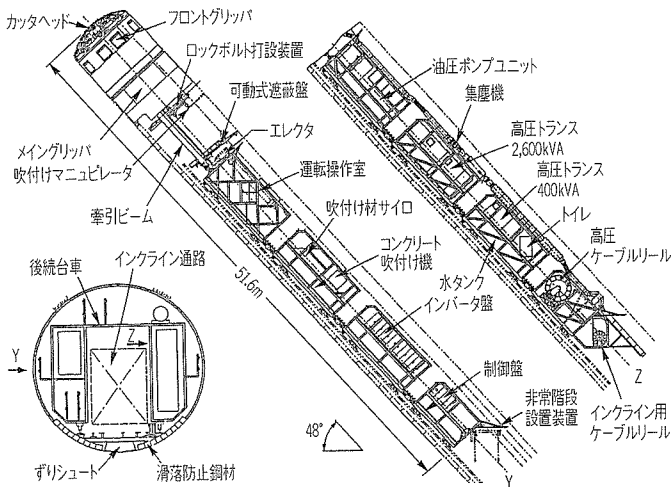 カッタヘッド
フロントグリッパ
ロックボルト打設装置
可動式遮蔽盤
エレクタ
運転操作室
メイングリッパ
吹付けマニュピレータ
牽引ビーム
吹付け材サイロ
コンクリート
吹付け機
インバータ盤
制御盤
非常階段
設置装置
51.6m
48°
Y
油圧ポンプユニット
集塵機
高圧トランス
2,600kVA
高圧トランス
400kVA
トイレ
高圧
ケーブルリール
水タンク
Z
インクライン用
ケーブルリール
インクライン通路
後続台車
Z
Y
ずりシュート
滑落防止鋼材